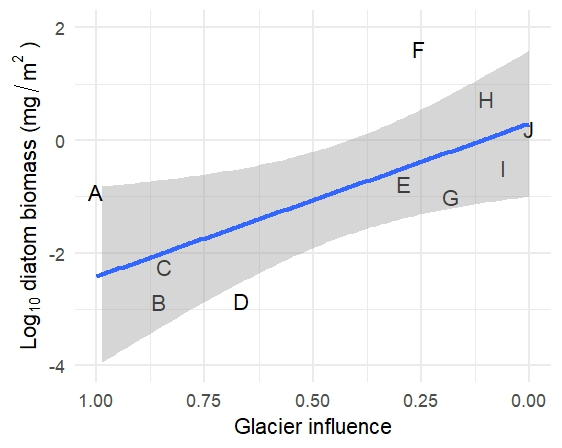 Log₁₀ diatom biomass (mg / m²)
2
0
-2
-4
A
B
C
D
E
F
G
H
I
J
1.00 0.75 0.50 0.25 0.00
Glacier influence